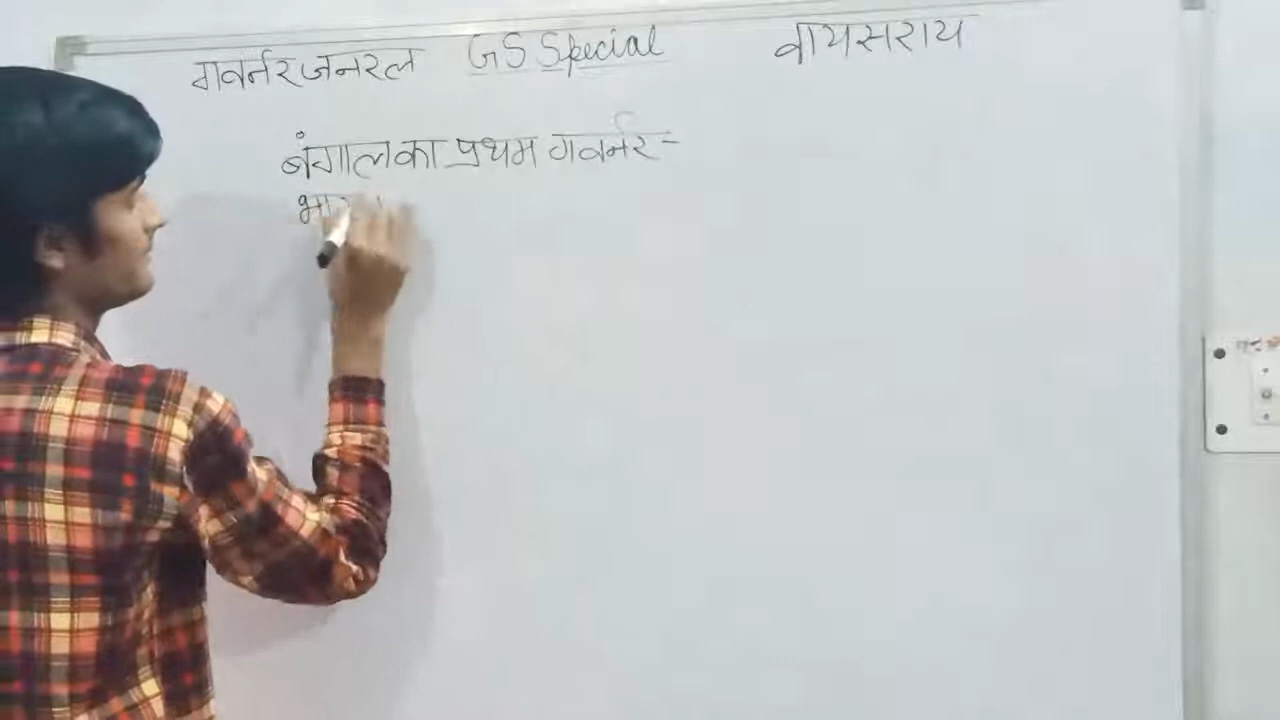 गवर्नर जनरल GS Special वायसराय
बंगाल का प्रथम गवर्नर -